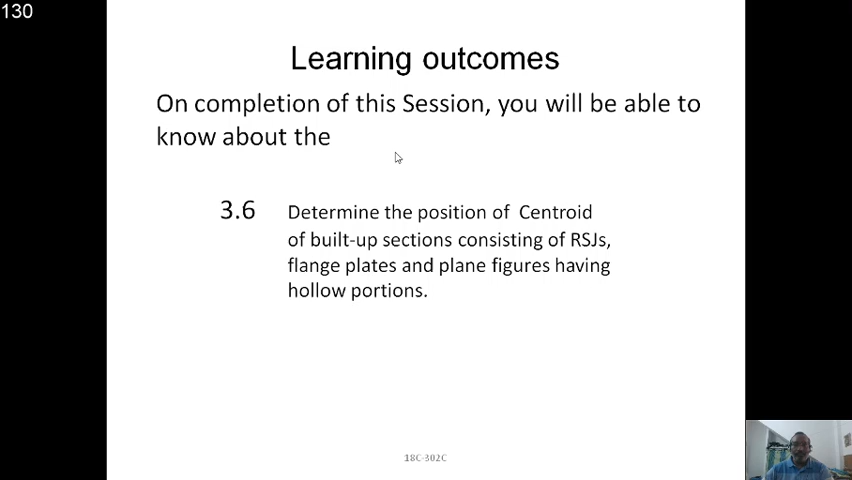 130
Learning outcomes
On completion of this Session, you will be able to
know about the
3.6 Determine the position of Centroid
of built-up sections consisting of RSJs,
flange plates and plane figures having
hollow portions.
18C-302C